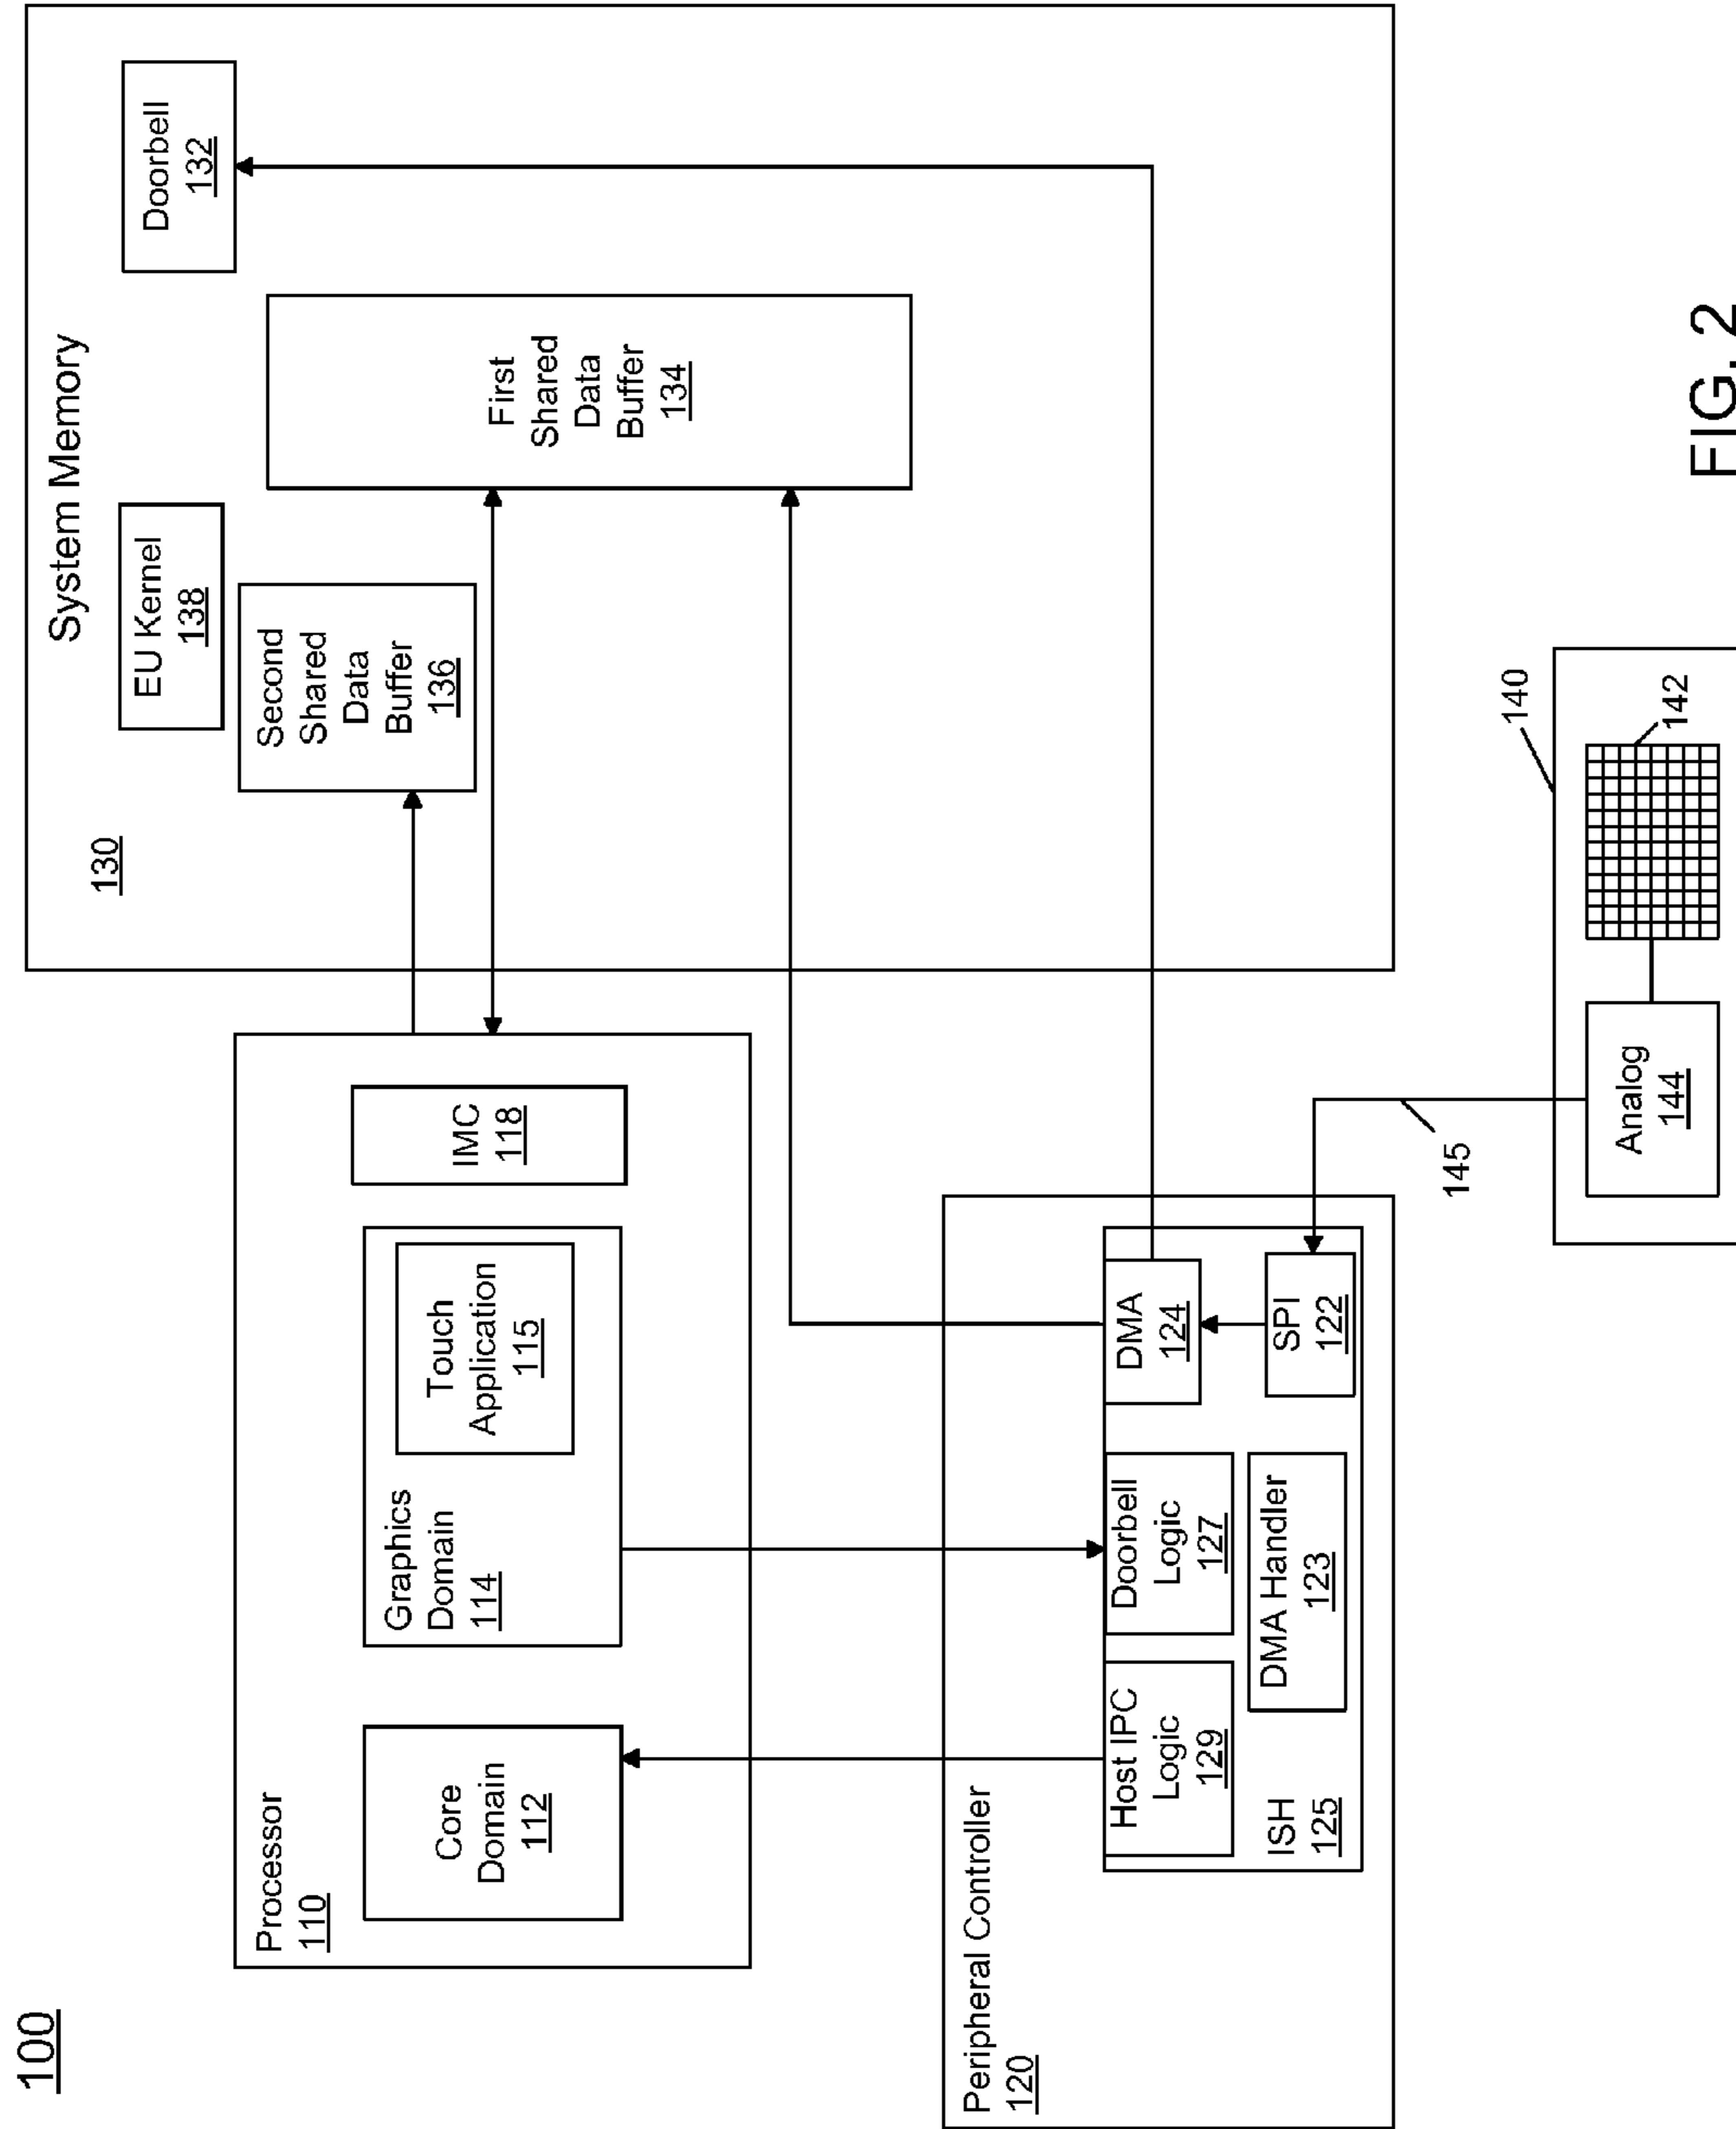 100
Processor
110
Core
Domain
112
Graphics
Domain
114
Touch
Application
115
IMC
118
System Memory
130
EU Kernel
138
Second
Shared
Data
Buffer
136
First
Shared
Data
Buffer
134
Doorbell
132
Peripheral Controller
120
Host IPC
Logic
129
Doorbell
Logic
127
DMA
124
ISH
125
DMA Handler
123
SPI
122
145
140
Analog
144
142
FIG. 2